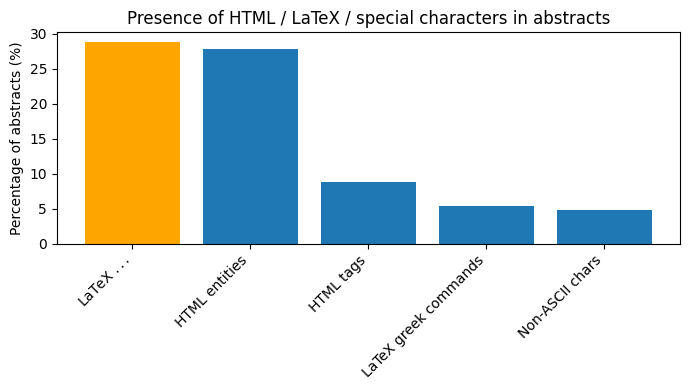 Presence of HTML / LaTeX / special characters in abstracts
Percentage of abstracts (%)
30
25
20
15
10
5
0
LaTeX ...
HTML entities
HTML tags
LaTeX greek commands
Non-ASCII chars